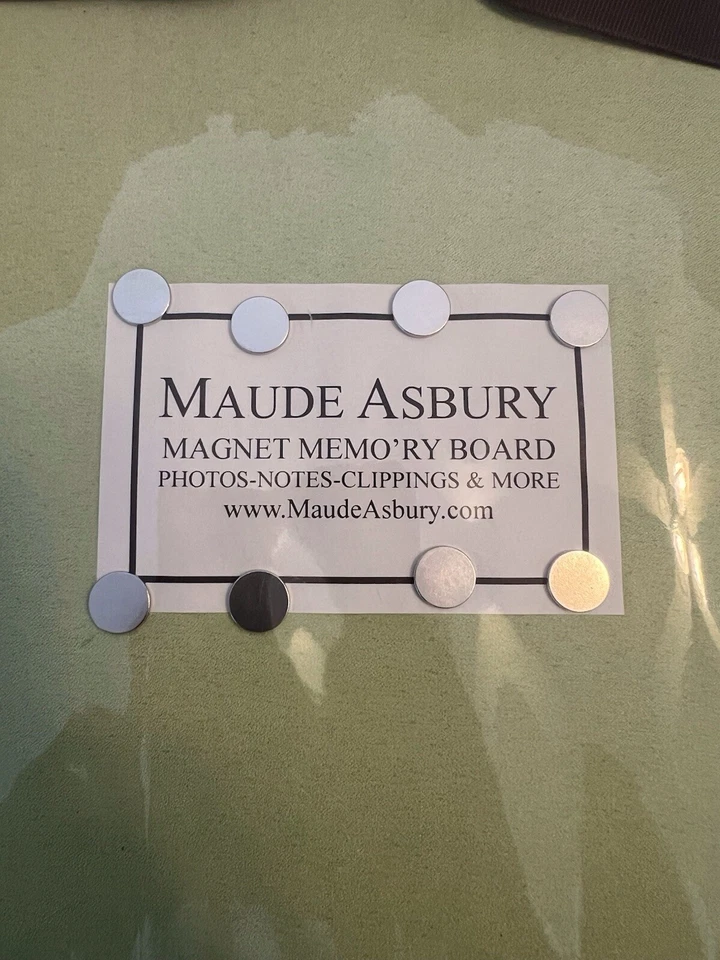 MAUDE ASBURY
MAGNET MEMO'RY BOARD
PHOTOS-NOTES-CLIPPINGS & MORE
www.MaudeAsbury.com